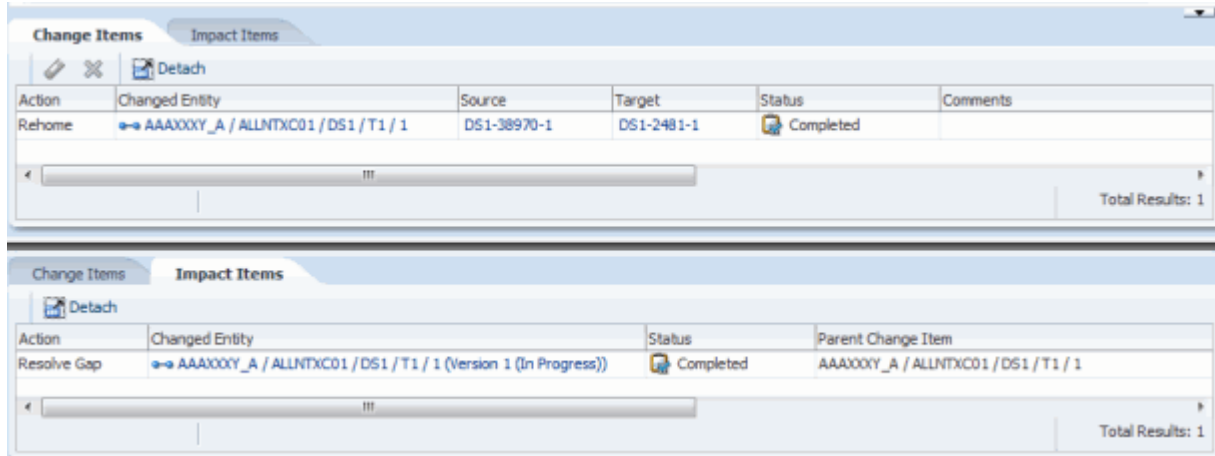 Change Items Impact Items
Detach
Action Changed Entity Source Target Status Comments
Rehome AAAXXXY_A / ALLNTXC01 / DS1 / T1 / 1 DS1-38970-1 DS1-2481-1 Completed
Total Results: 1
Change Items Impact Items
Detach
Action Changed Entity Status Parent Change Item
Resolve Gap AAAXXXY_A / ALLNTXC01 / DS1 / T1 / 1 (Version 1 (In Progress)) Completed AAAXXXY_A / ALLNTXC01 / DS1 / T1 / 1
Total Results: 1